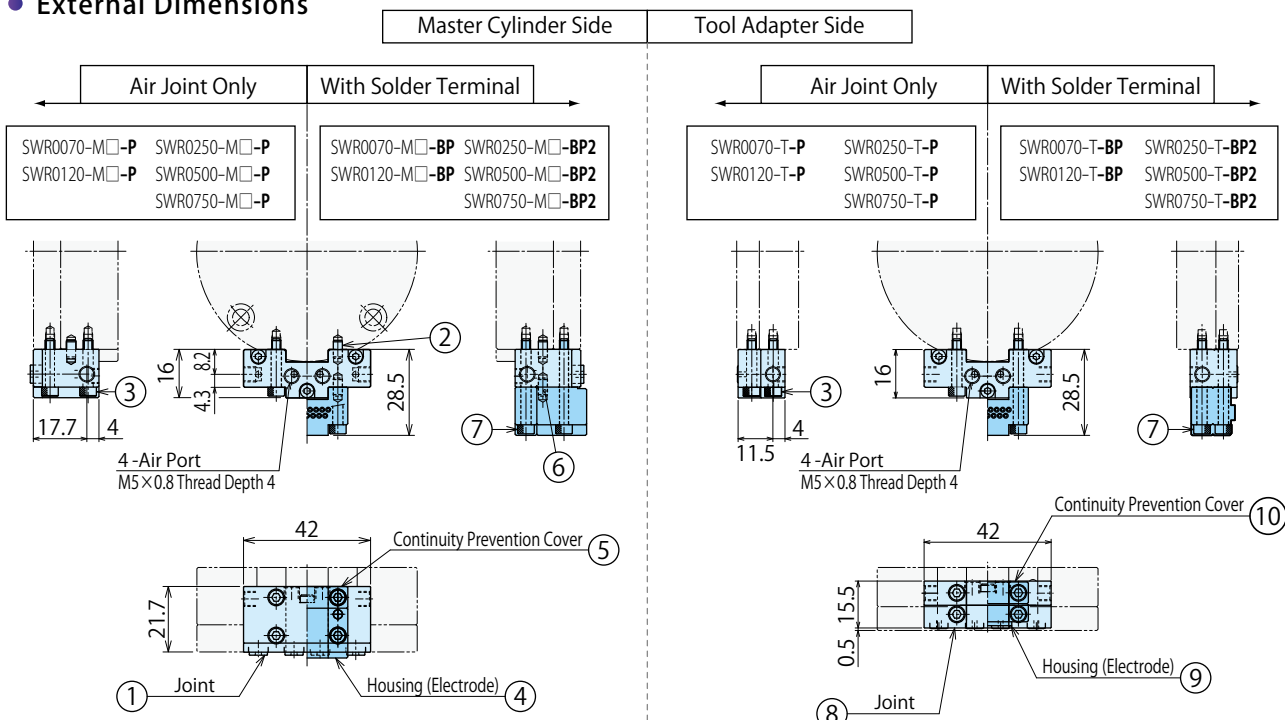 External Dimensions
Master Cylinder Side
Tool Adapter Side
Air Joint Only
With Solder Terminal
SWR0070-M□-P SWR0250-M□-P
SWR0120-M□-P SWR0500-M□-P
SWR0750-M□-P
SWR0070-M□-BP SWR0250-M□-BP2
SWR0120-M□-BP SWR0500-M□-BP2
SWR0750-M□-BP2
16
8.2
4.3
28.5
17.7
4
②
③
⑥
⑦
4 -Air Port
M5×0.8 Thread Depth 4
42
21.7
Continuity Prevention Cover ⑤
① Joint
Housing (Electrode) ④
Air Joint Only
With Solder Terminal
SWR0070-T-P SWR0250-T-P
SWR0120-T-P SWR0500-T-P
SWR0750-T-P
SWR0070-T-BP SWR0250-T-BP2
SWR0120-T-BP SWR0500-T-BP2
SWR0750-T-BP2
16
28.5
11.5
4
③
⑦
4 -Air Port
M5×0.8 Thread Depth 4
42
15.5
0.5
Continuity Prevention Cover ⑩
Housing (Electrode) ⑨
⑧ Joint